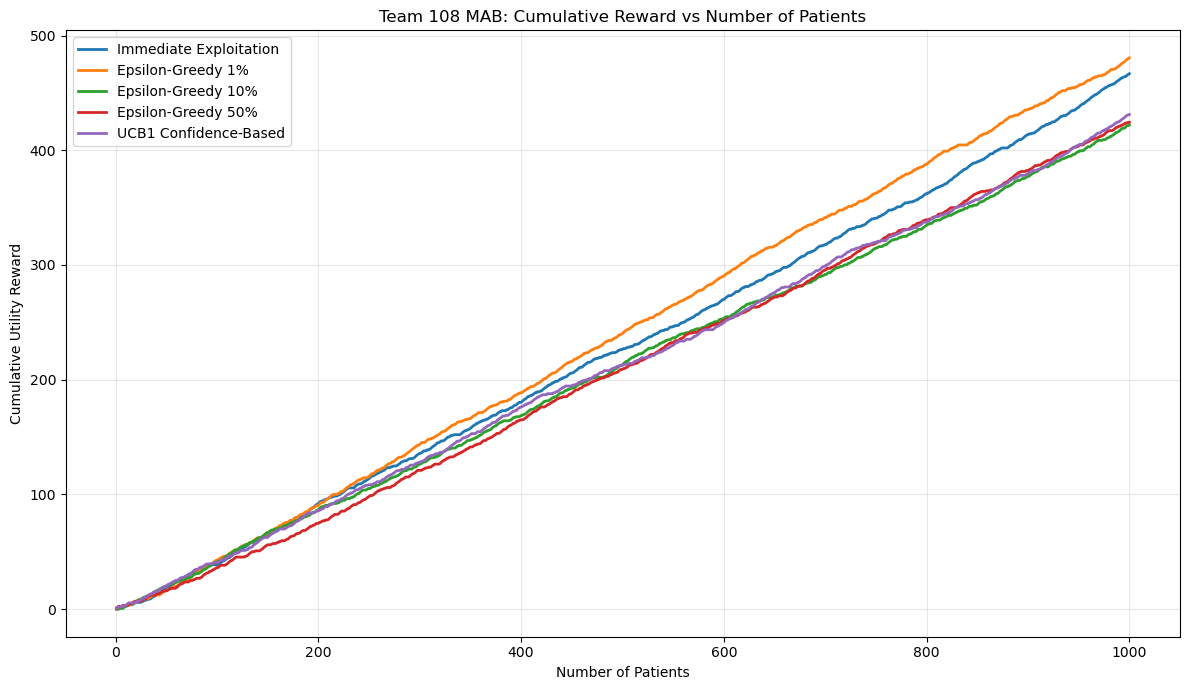 Team 108 MAB: Cumulative Reward vs Number of Patients
Immediate Exploitation
Epsilon-Greedy 1%
Epsilon-Greedy 10%
Epsilon-Greedy 50%
UCB1 Confidence-Based
Cumulative Utility Reward
500
400
300
200
100
0
0 200 400 600 800 1000
Number of Patients